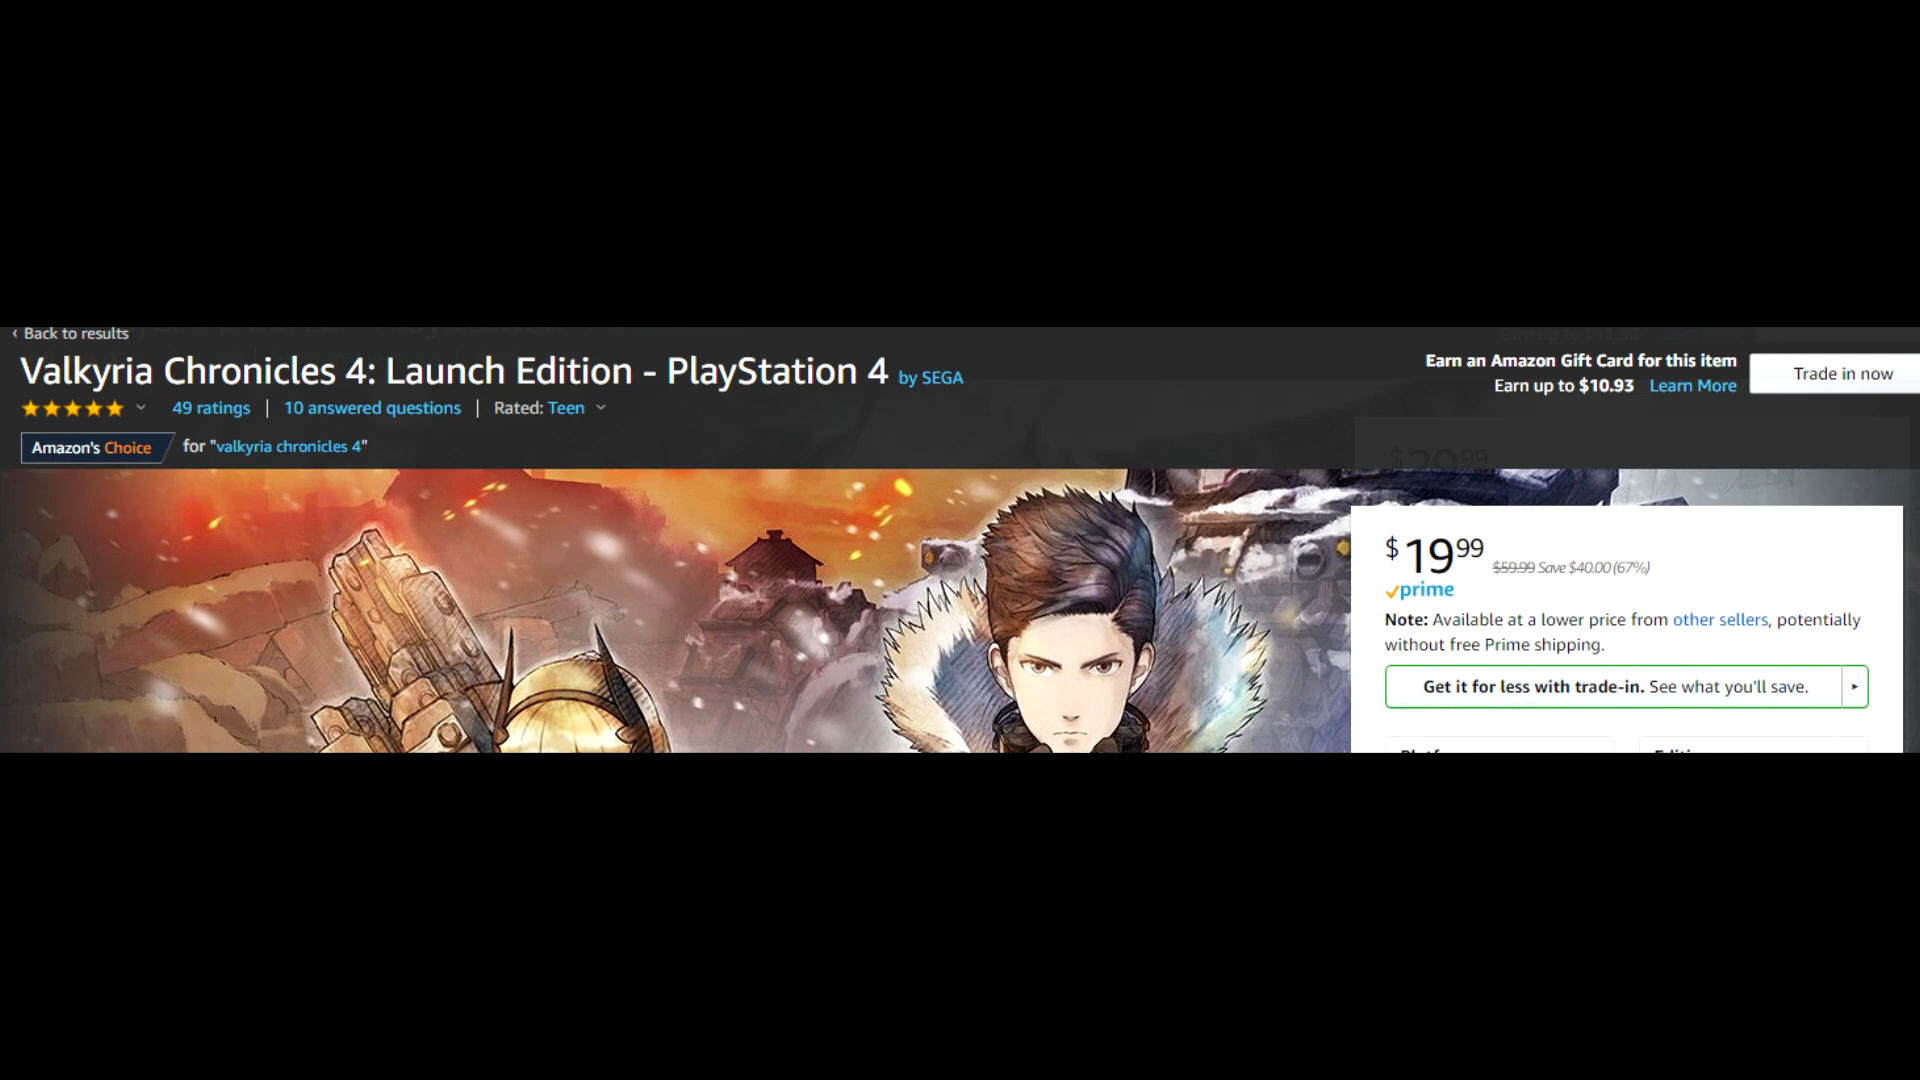 ‹ Back to results
Valkyria Chronicles 4: Launch Edition - PlayStation 4 by SEGA
49 ratings | 10 answered questions | Rated: Teen
Amazon's Choice for "valkyria chronicles 4"
Earn an Amazon Gift Card for this item
Earn up to $10.93 Learn More
Trade in now
$29.99
$19.99 $59.99 Save $40.00 (67%)
prime
Note: Available at a lower price from other sellers, potentially
without free Prime shipping.
Get it for less with trade-in. See what you'll save.